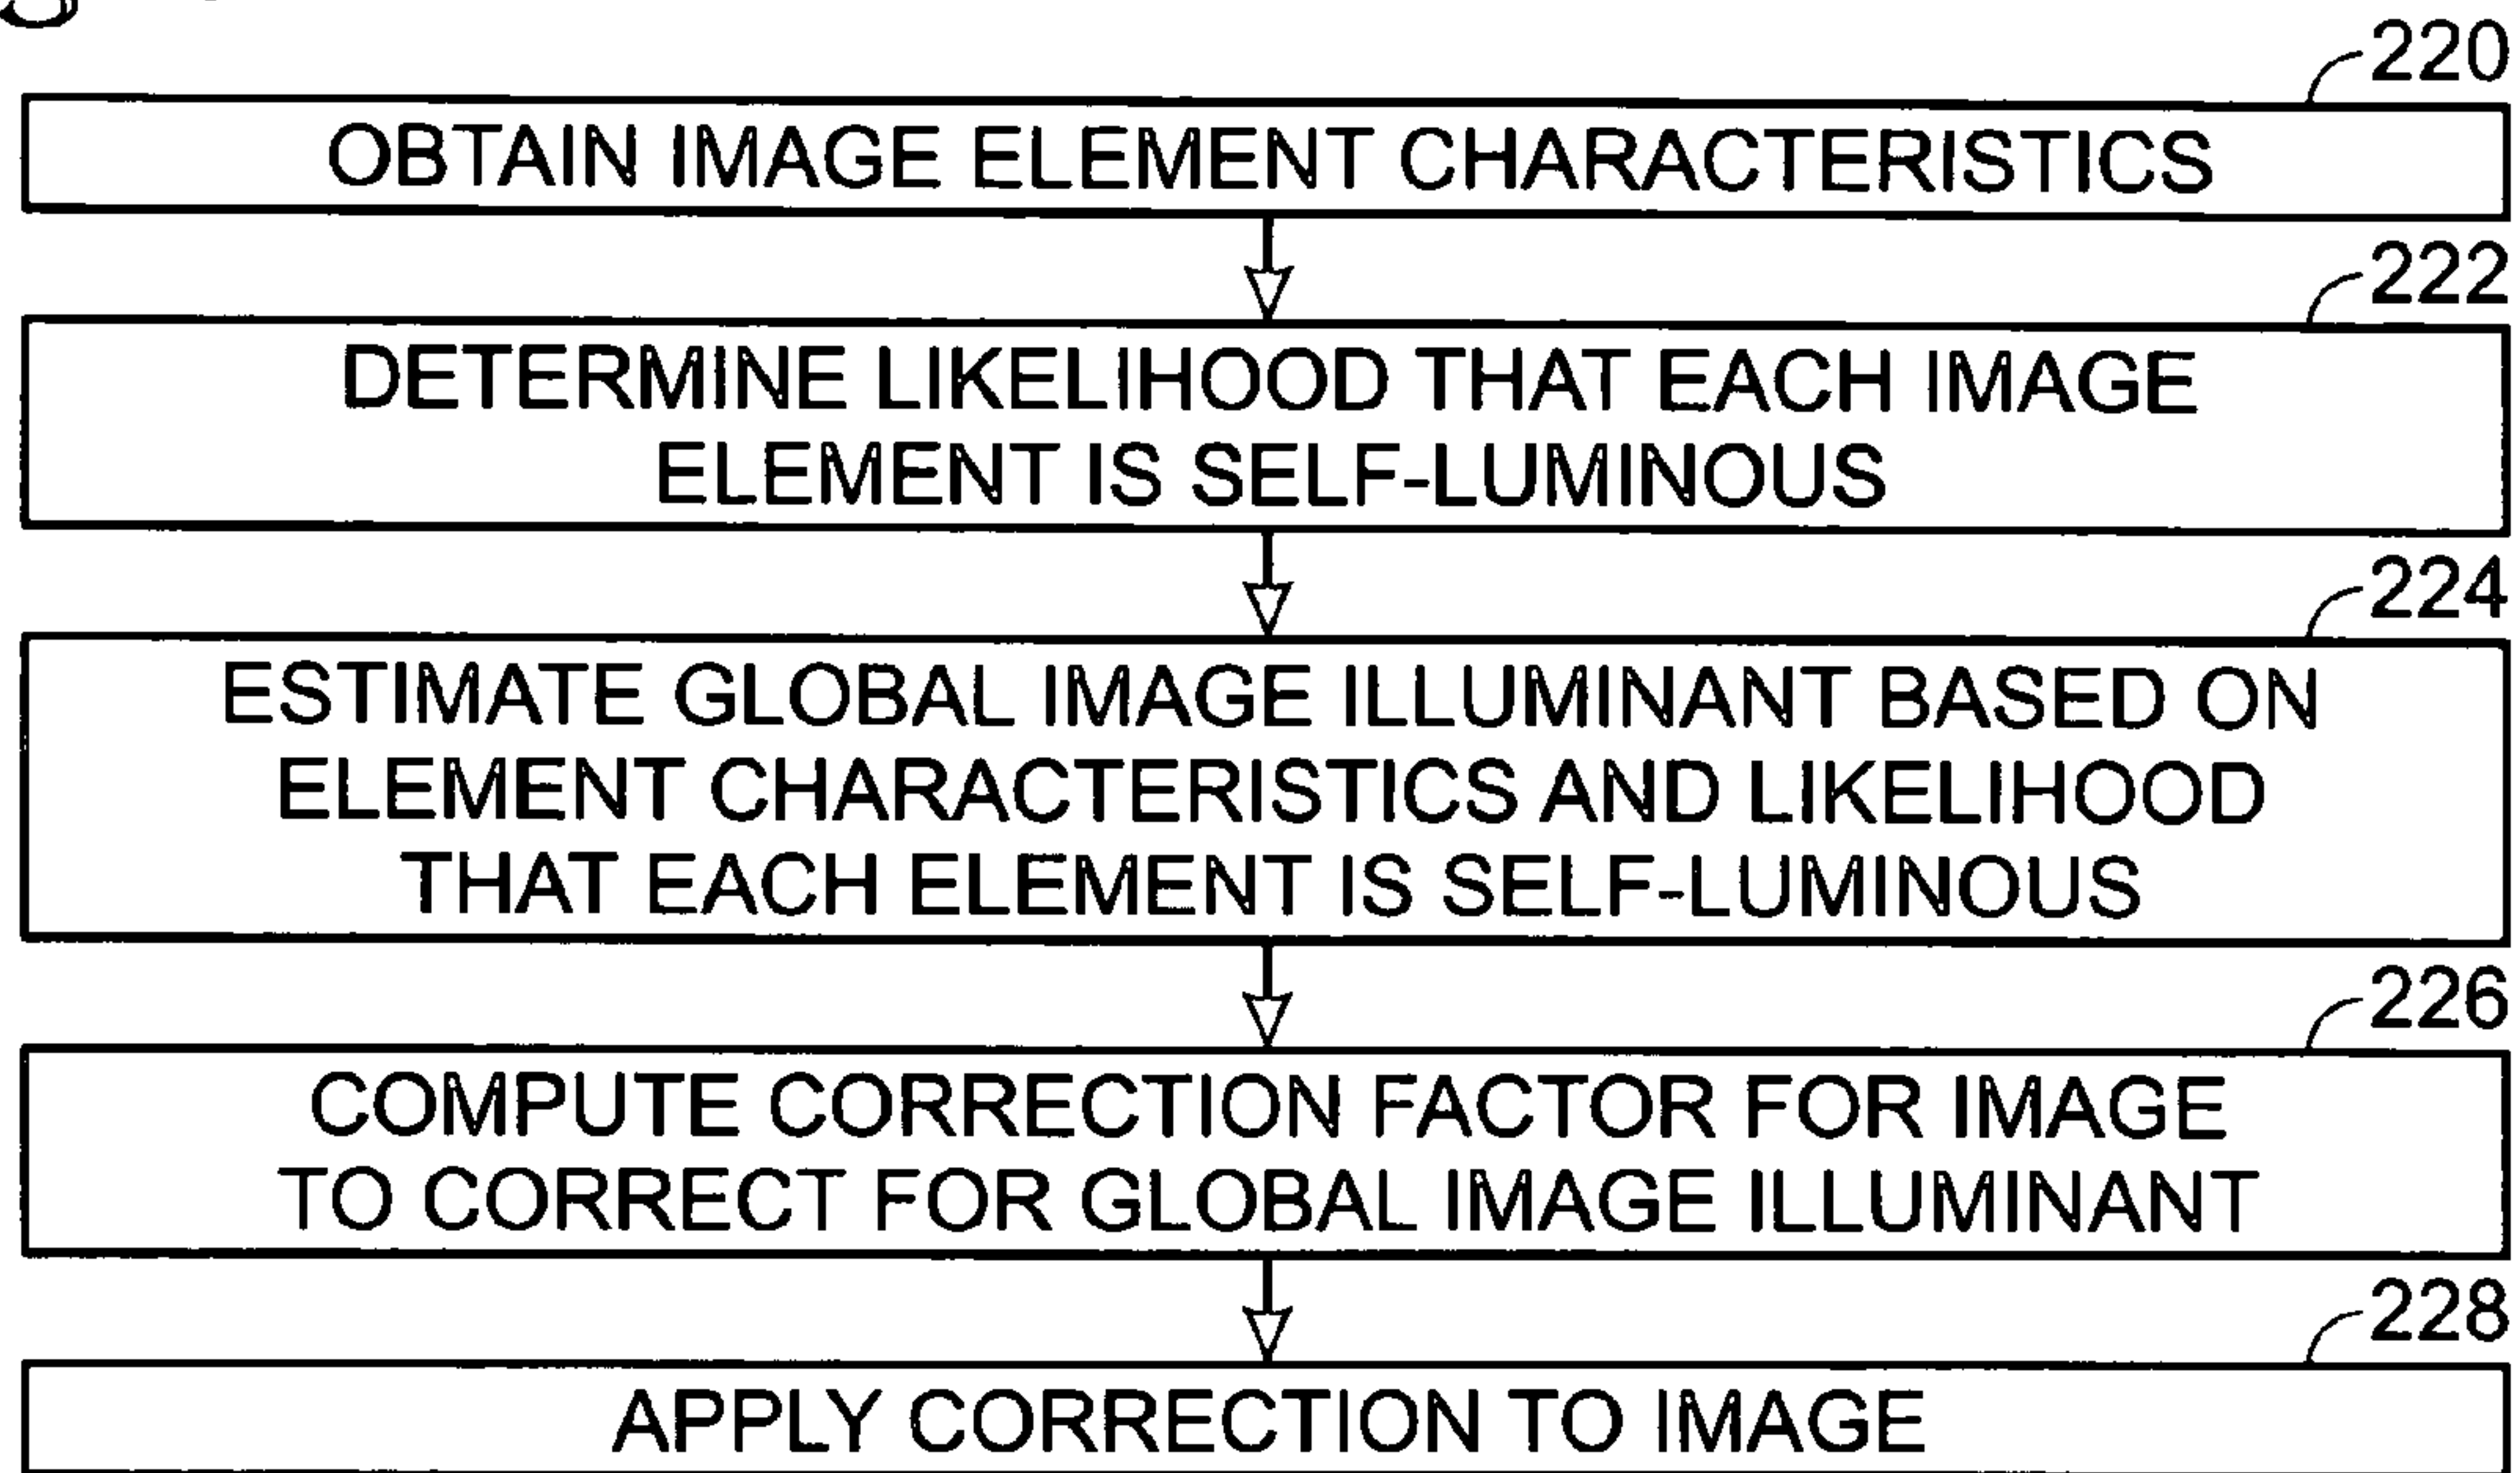 220
OBTAIN IMAGE ELEMENT CHARACTERISTICS
222
DETERMINE LIKELIHOOD THAT EACH IMAGE
ELEMENT IS SELF-LUMINOUS
224
ESTIMATE GLOBAL IMAGE ILLUMINANT BASED ON
ELEMENT CHARACTERISTICS AND LIKELIHOOD
THAT EACH ELEMENT IS SELF-LUMINOUS
226
COMPUTE CORRECTION FACTOR FOR IMAGE
TO CORRECT FOR GLOBAL IMAGE ILLUMINANT
228
APPLY CORRECTION TO IMAGE